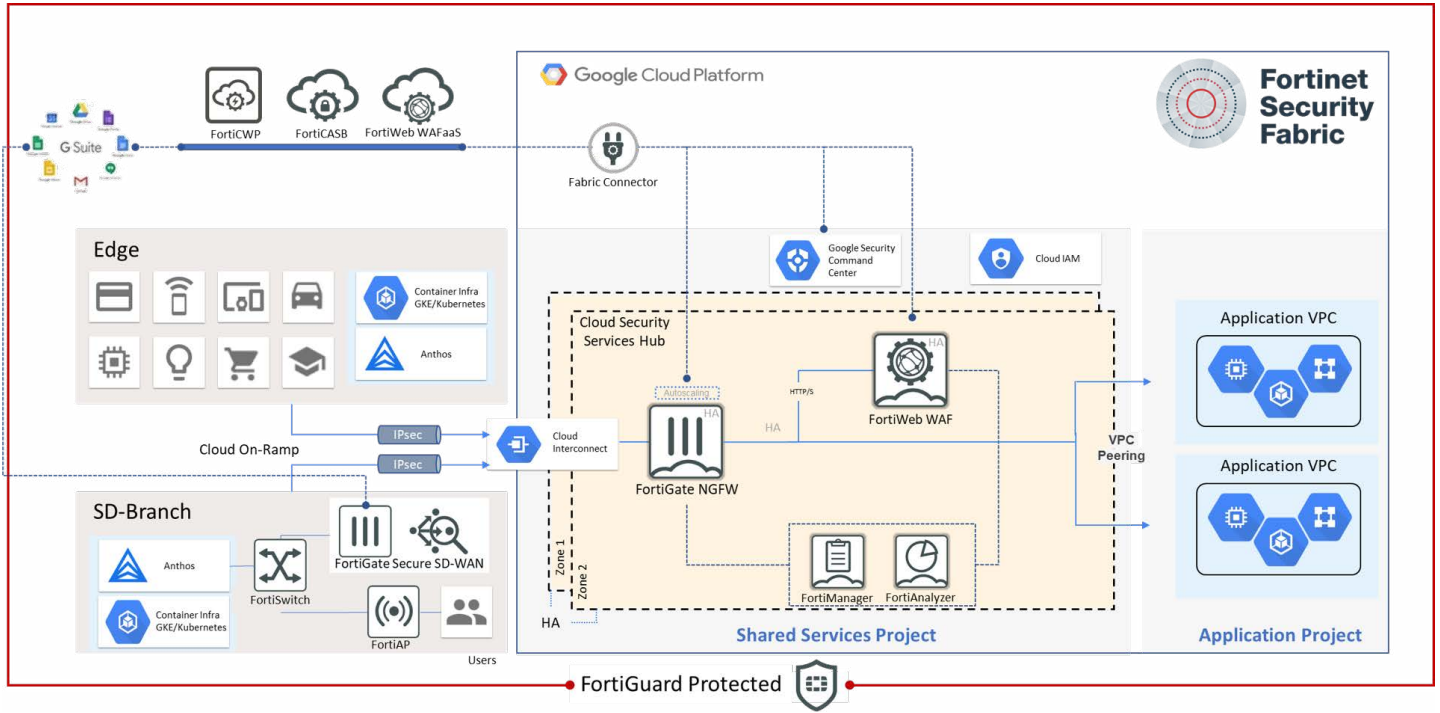 Google Cloud Platform
Fortinet
Security
Fabric
G Suite
FortiCWP
FortiCASB
FortiWeb WAFaaS
Fabric Connector
Edge
Container Infra
GKE/Kubernetes
Anthos
Google Security
Command
Center
Cloud IAM
Cloud Security
Services Hub
HA
FortiWeb WAF
Autoscaling
HA
HTTP/S
HA
FortiGate NGFW
Application VPC
VPC
Peering
Application VPC
IPsec
Cloud On-Ramp
IPsec
Cloud
Interconnect
SD-Branch
Anthos
Container Infra
GKE/Kubernetes
FortiSwitch
FortiGate Secure SD-WAN
FortiAP
Users
Zone 1
Zone 2
HA
FortiManager
FortiAnalyzer
Shared Services Project
Application Project
FortiGuard Protected